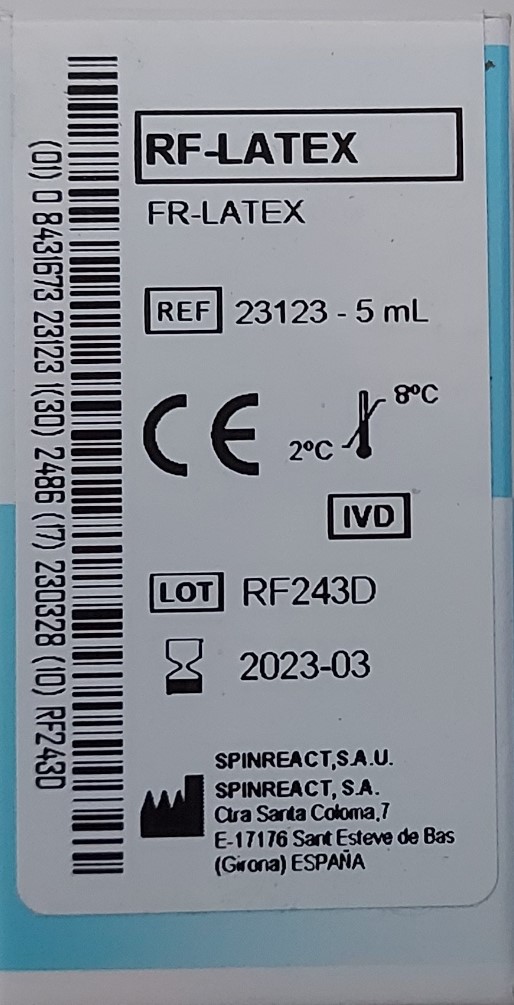 RF-LATEX
FR-LATEX
REF 23123 - 5 mL
CE 2ºC 8ºC
IVD
LOT RF243D
2023-03
SPINREACT,S.A.U.
SPINREACT, S.A.
Ctra Santa Coloma,7
E-17176 Sant Esteve de Bas
(Girona) ESPAÑA
(01) 0 8431673 23123 1(30) 2486 (17) 230328 (10) RF243D